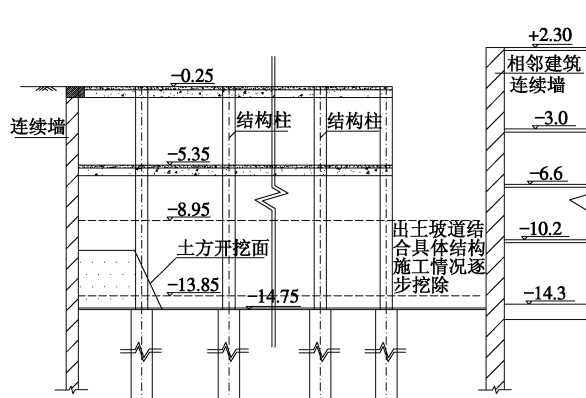 +2.30
相邻建筑
连续墙
−0.25
连续墙
结构柱
结构柱
−3.0
−5.35
−6.6
−8.95
−10.2
出土坡道结
合具体结构
施工情况逐
步挖除
土方开挖面
−13.85
−14.75
−14.3